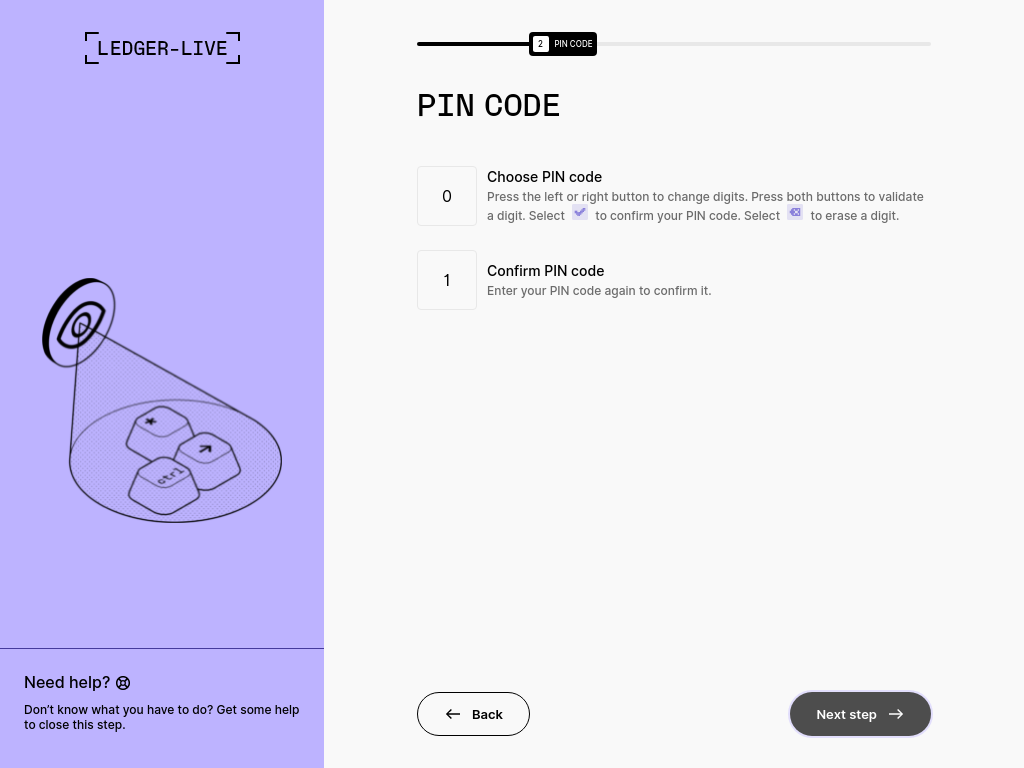 LEDGER-LIVE
2 PIN CODE
PIN CODE
0
Choose PIN code
Press the left or right button to change digits. Press both buttons to validate
a digit. Select to confirm your PIN code. Select to erase a digit.
1
Confirm PIN code
Enter your PIN code again to confirm it.
*
ctrl
Need help?
Don’t know what you have to do? Get some help
to close this step.
Back
Next step